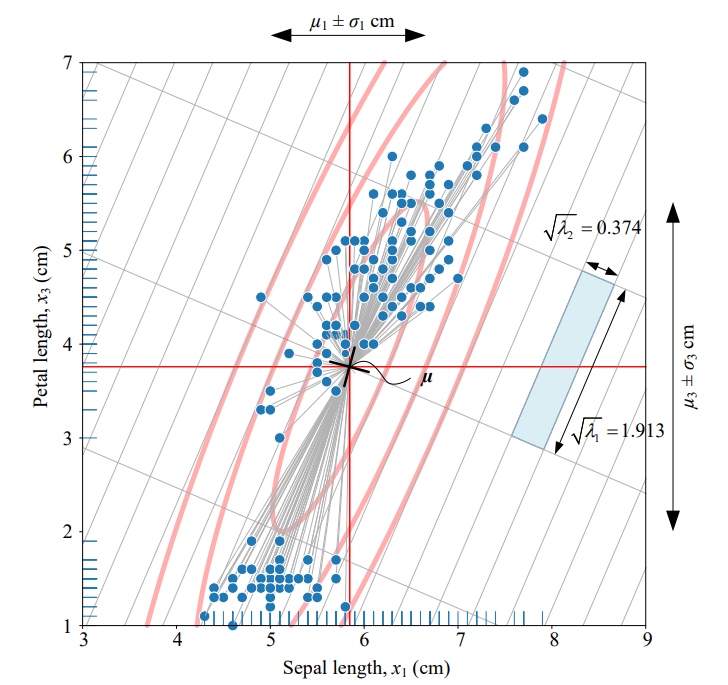 μ₁ ± σ₁ cm
7
6
5
4
3
2
1
Petal length, x₃ (cm)
√λ₂ = 0.374
μ
√λ₁ = 1.913
μ₃ ± σ₃ cm
3 4 5 6 7 8 9
Sepal length, x₁ (cm)